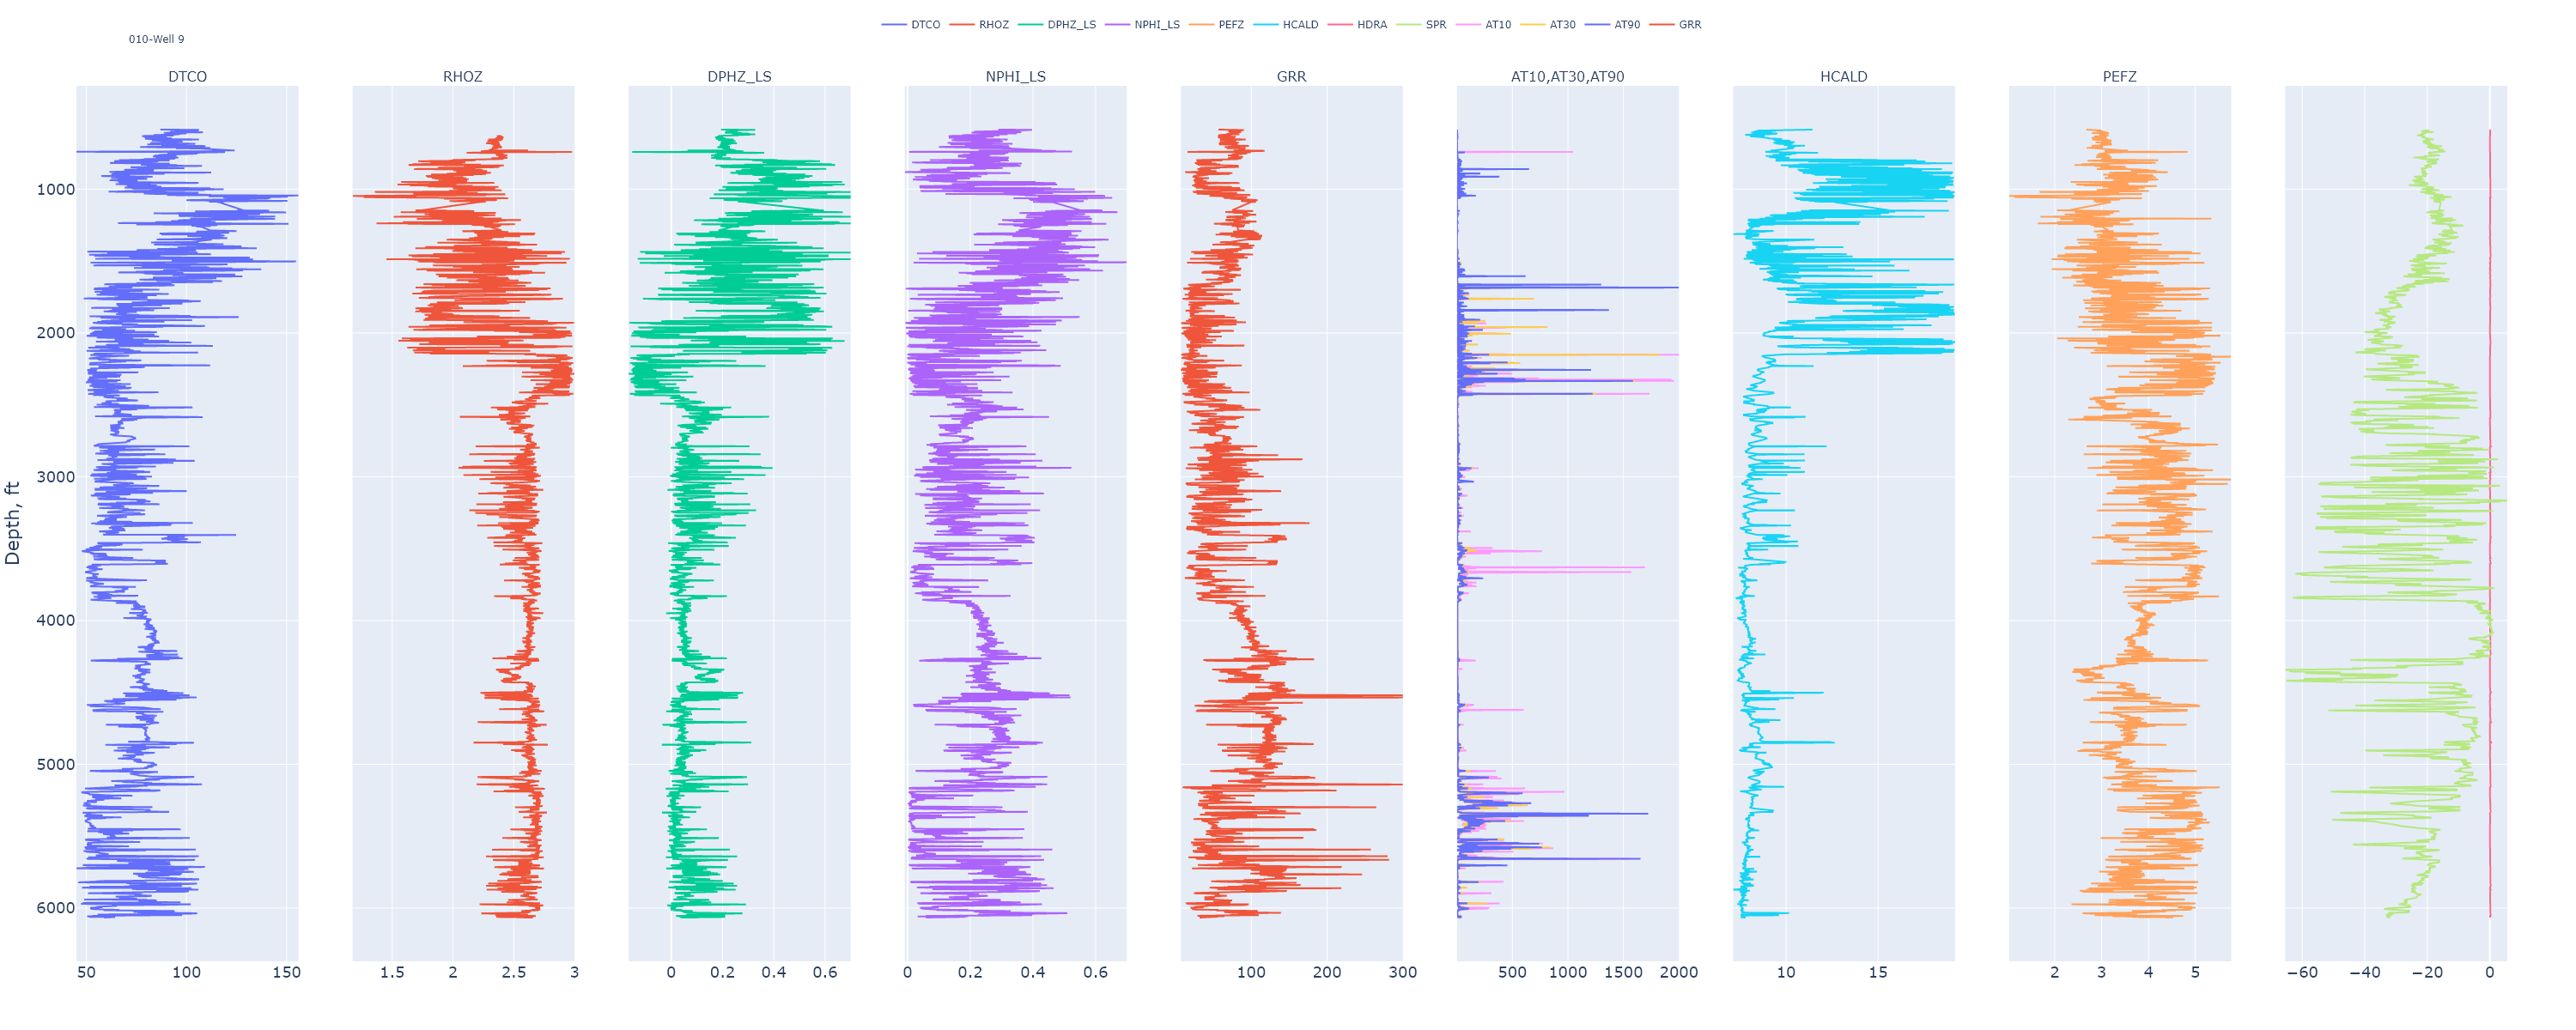 DTCO RHOZ DPHZ_LS NPHI_LS PEFZ HCALD HDRA SPR AT10 AT30 AT90 GRR
010-Well 9
DTCO RHOZ DPHZ_LS NPHI_LS GRR AT10,AT30,AT90 HCALD PEFZ
1000
2000
3000
Depth, ft
4000
5000
6000
50 100 150 1.5 2 2.5 3 0 0.2 0.4 0.6 0 0.2 0.4 0.6 100 200 300 500 1000 1500 2000 10 15 2 3 4 5 −60 −40 −20 0